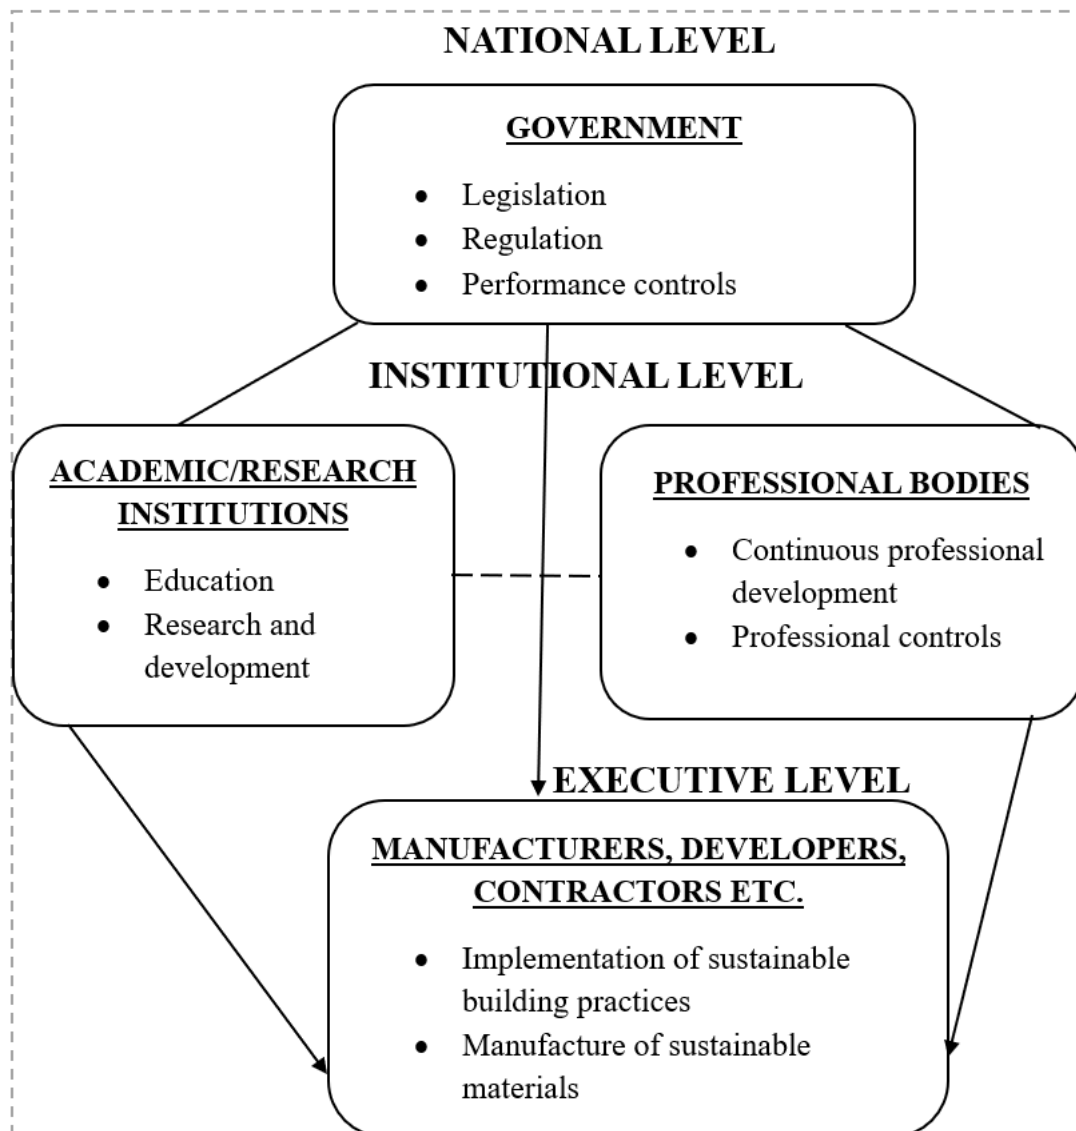 NATIONAL LEVEL
GOVERNMENT
• Legislation
• Regulation
• Performance controls
INSTITUTIONAL LEVEL
ACADEMIC/RESEARCH
INSTITUTIONS
• Education
• Research and
development
PROFESSIONAL BODIES
• Continuous professional
development
• Professional controls
EXECUTIVE LEVEL
MANUFACTURERS, DEVELOPERS,
CONTRACTORS ETC.
• Implementation of sustainable
building practices
• Manufacture of sustainable
materials